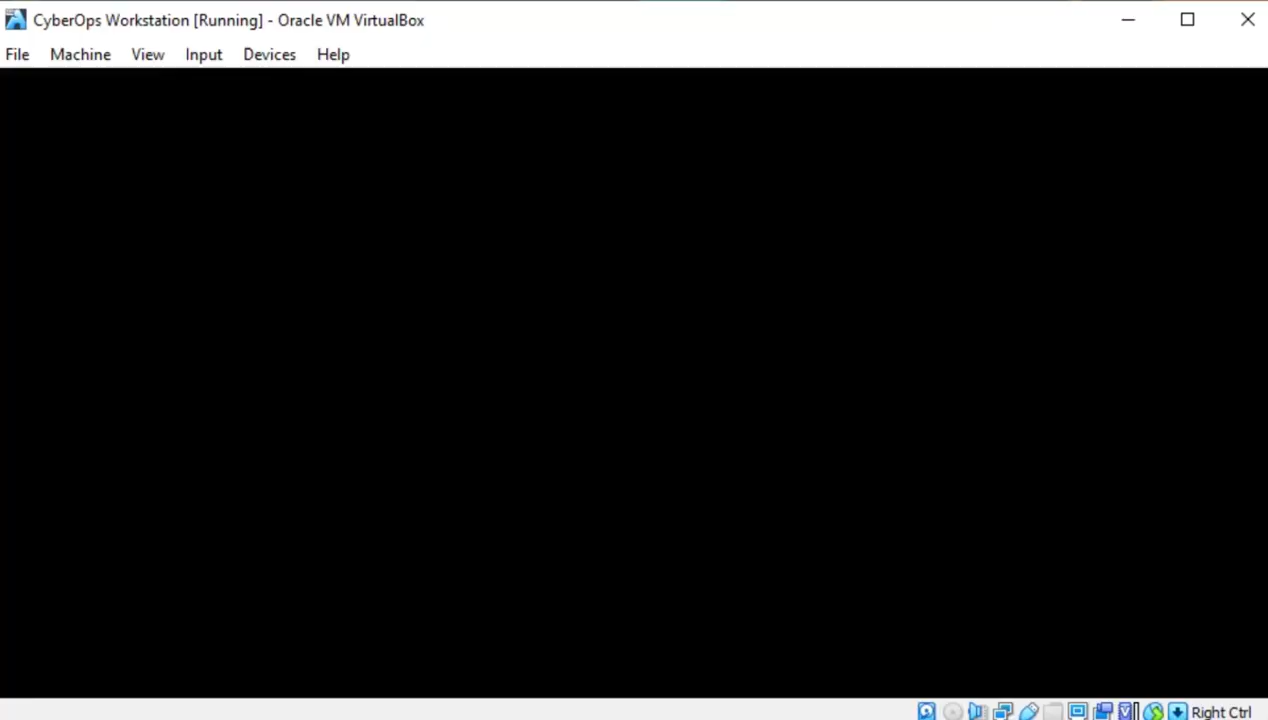 CyberOps Workstation [Running] - Oracle VM VirtualBox
File Machine View Input Devices Help
Right Ctrl